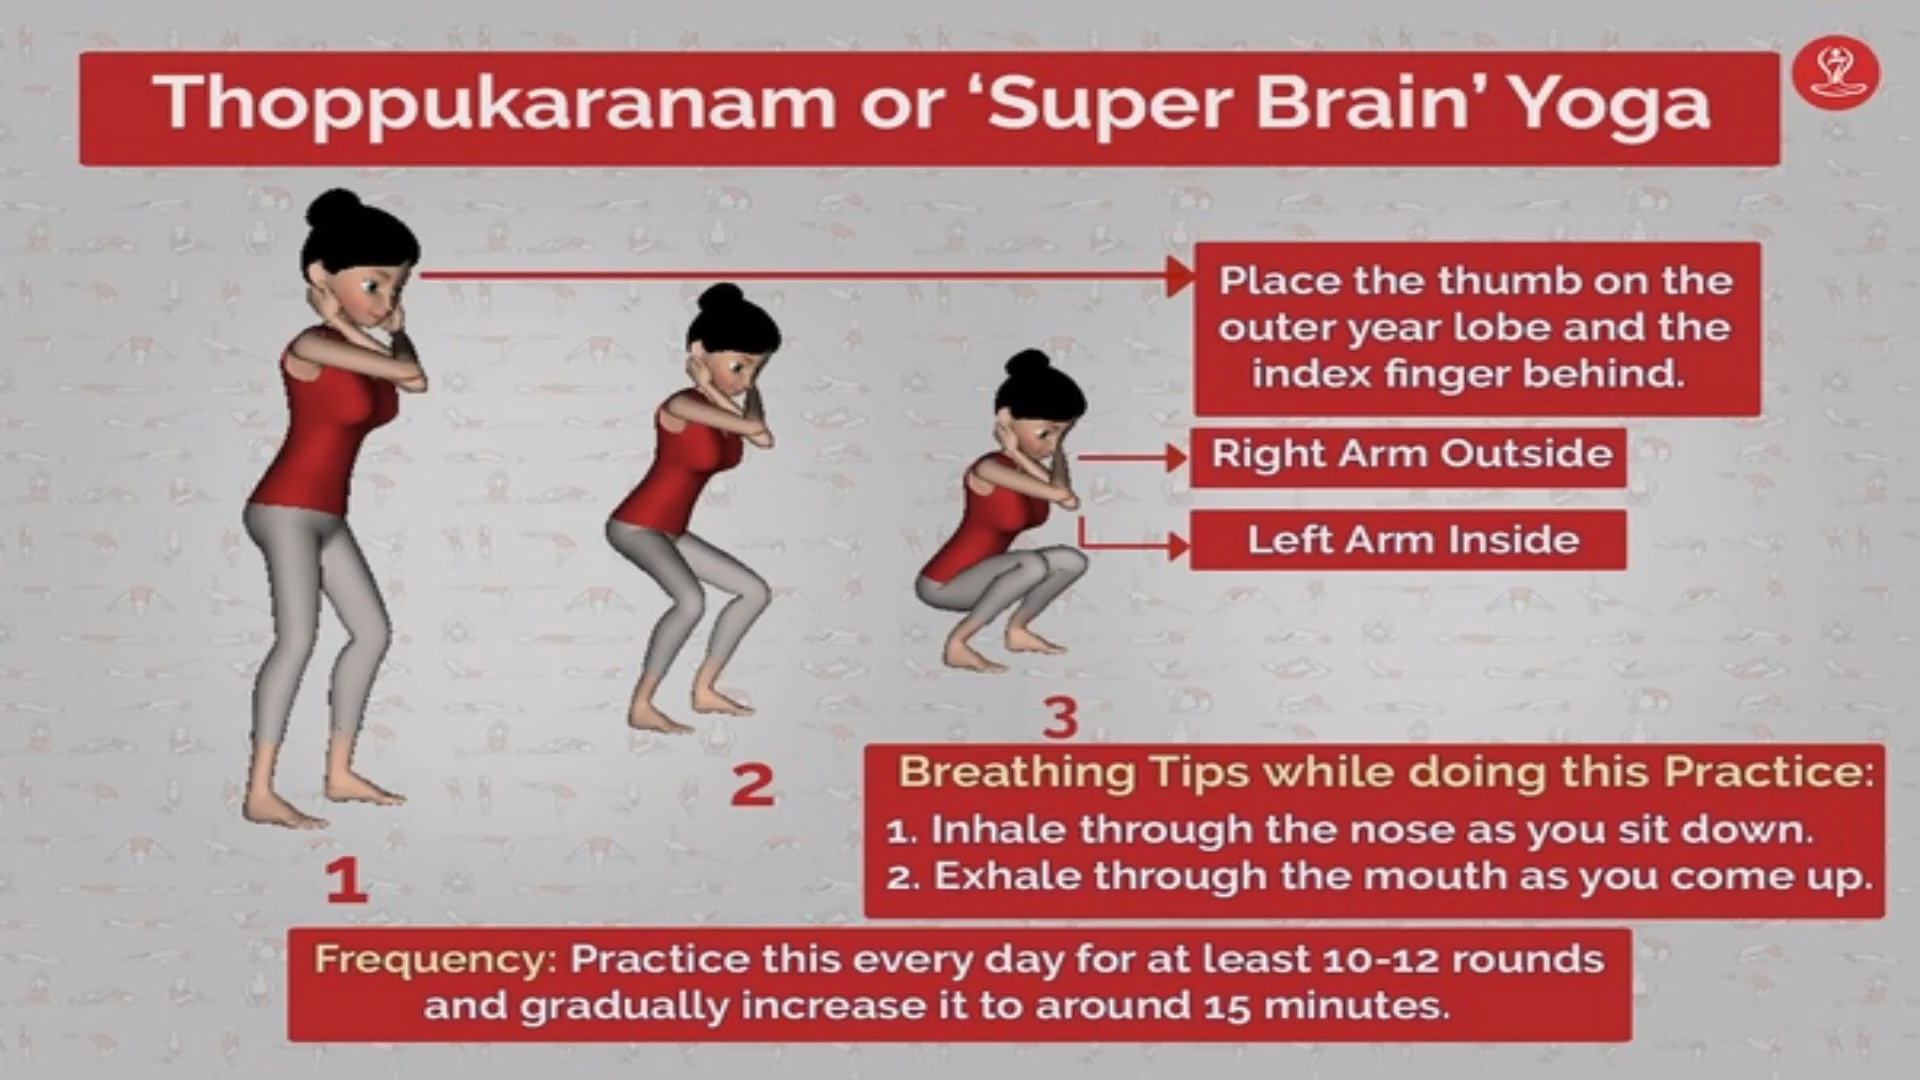 Thoppukaranam or ‘Super Brain’ Yoga
Place the thumb on the
outer year lobe and the
index finger behind.
Right Arm Outside
Left Arm Inside
1
2
3
Breathing Tips while doing this Practice:
1. Inhale through the nose as you sit down.
2. Exhale through the mouth as you come up.
Frequency: Practice this every day for at least 10-12 rounds
and gradually increase it to around 15 minutes.